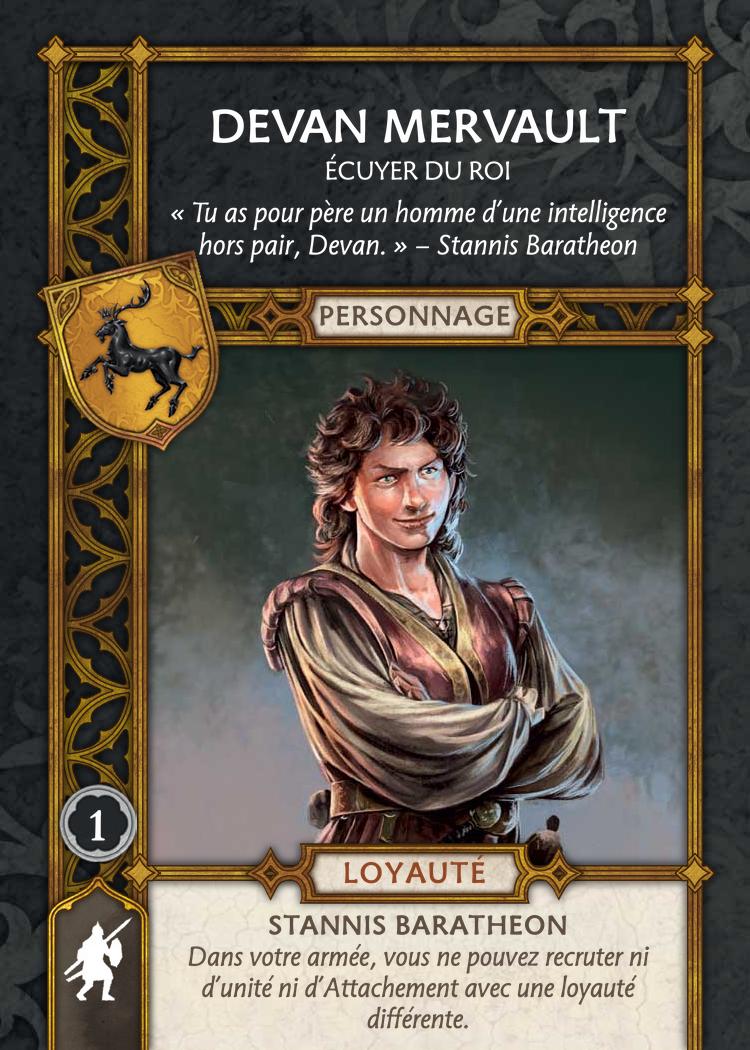 DEVAN MERVAULT
ÉCUYER DU ROI
« Tu as pour père un homme d'une intelligence
hors pair, Devan. » – Stannis Baratheon
PERSONNAGE
1
LOYAUTÉ
STANNIS BARATHEON
Dans votre armée, vous ne pouvez recruter ni
d'unité ni d'Attachement avec une loyauté
différente.